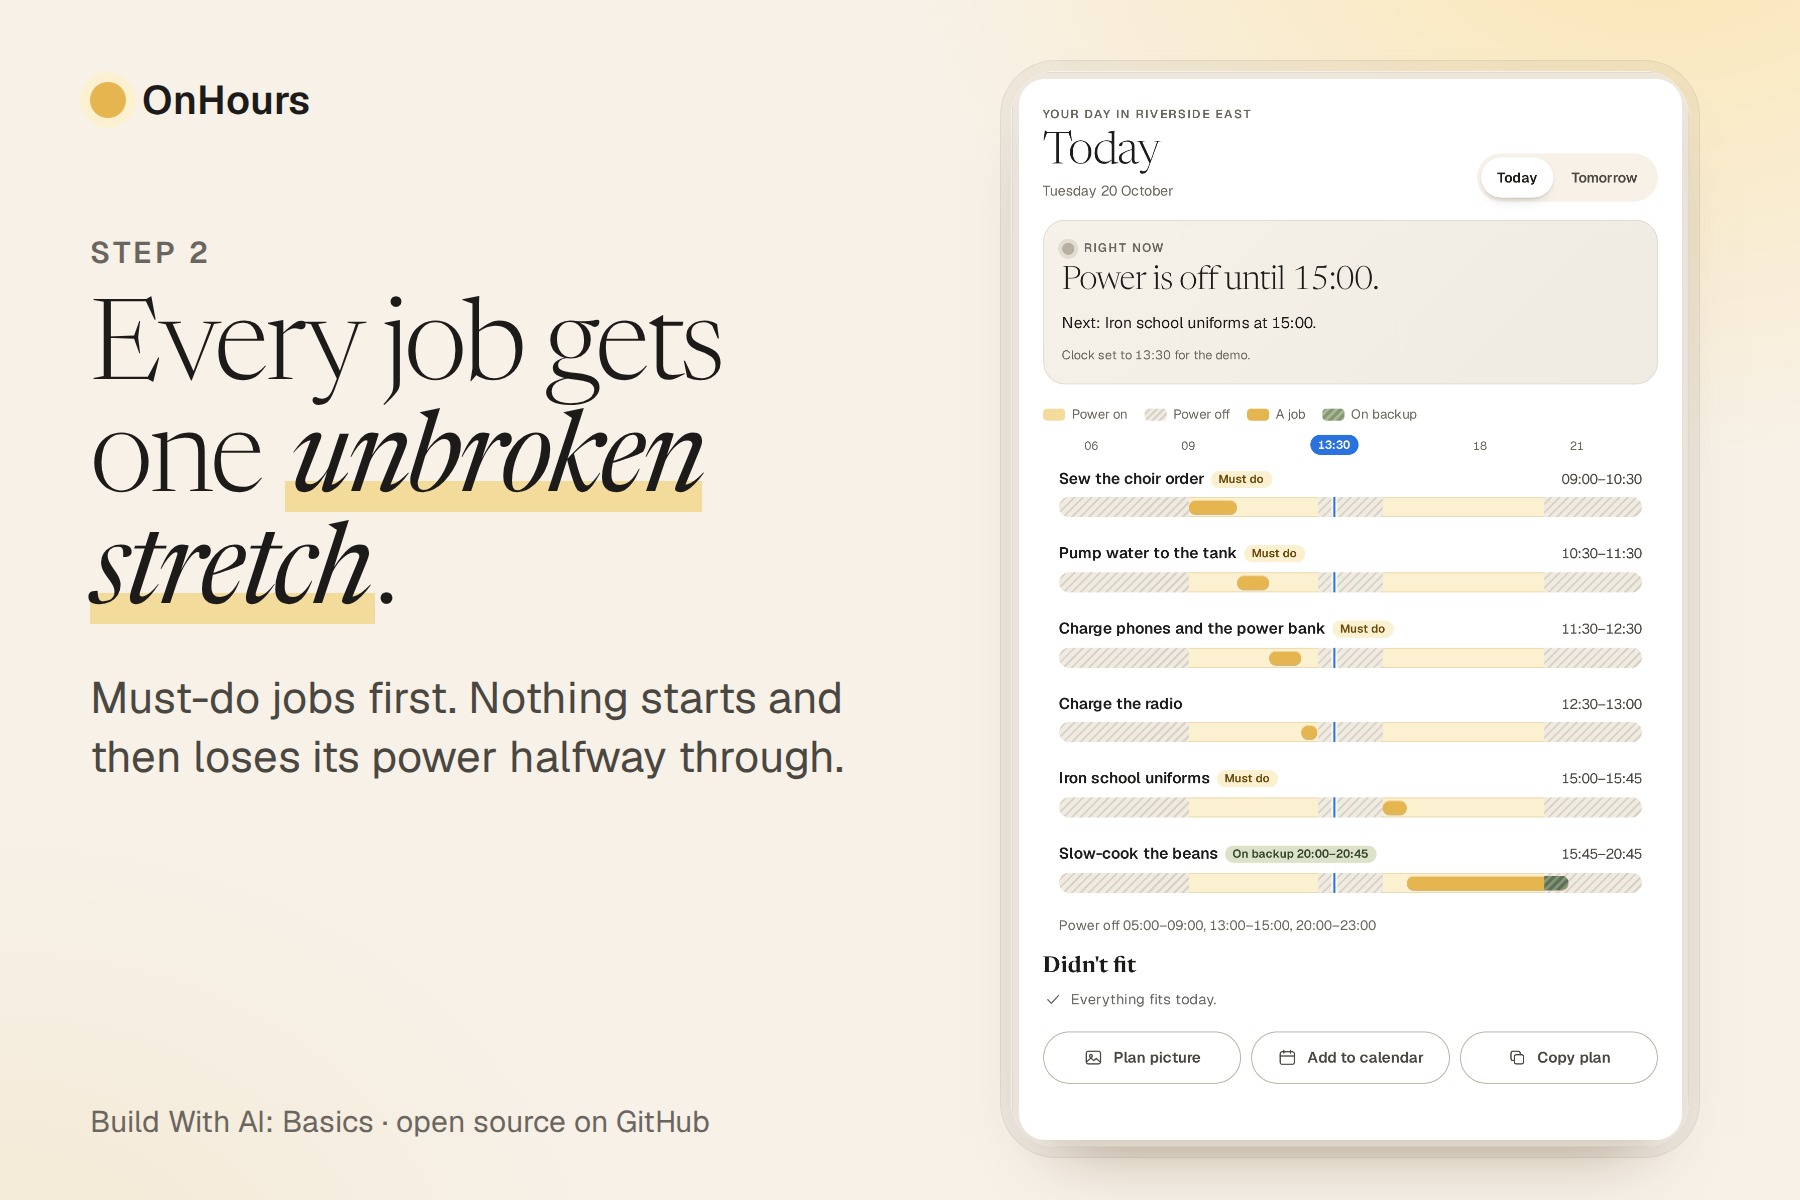 OnHours
STEP 2
Every job gets
one unbroken
stretch.
Must-do jobs first. Nothing starts and
then loses its power halfway through.
Build With AI: Basics · open source on GitHub
YOUR DAY IN RIVERSIDE EAST
Today
Tuesday 20 October
Today Tomorrow
RIGHT NOW
Power is off until 15:00.
Next: Iron school uniforms at 15:00.
Clock set to 13:30 for the demo.
Power on Power off A job On backup
06 09 13:30 18 21
Sew the choir order Must do 09:00–10:30
Pump water to the tank Must do 10:30–11:30
Charge phones and the power bank Must do 11:30–12:30
Charge the radio 12:30–13:00
Iron school uniforms Must do 15:00–15:45
Slow-cook the beans On backup 20:00–20:45 15:45–20:45
Power off 05:00–09:00, 13:00–15:00, 20:00–23:00
Didn't fit
Everything fits today.
Plan picture Add to calendar Copy plan